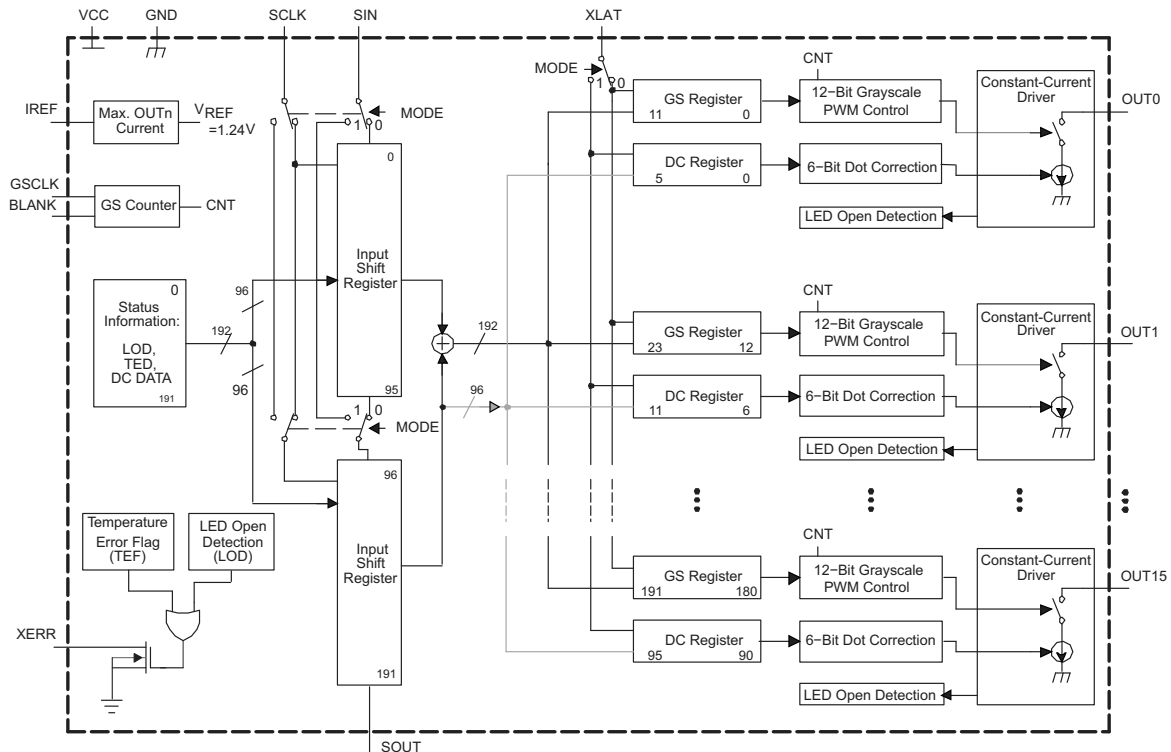 VCC
GND
SCLK
SIN
XLAT
IREF
Max. OUTn
Current
VREF
=1.24V
GSCLK
BLANK
GS Counter
CNT
MODE
1
0
0
Input
Shift
Register
95
0
Status
Information:
LOD,
TED,
DC DATA
191
192
96
96
1
0
MODE
96
Input
Shift
Register
191
SOUT
192
96
Temperature
Error Flag
(TEF)
LED Open
Detection
(LOD)
XERR
MODE
1
0
GS Register
11
0
CNT
12−Bit Grayscale
PWM Control
Constant-Current
Driver
OUT0
DC Register
5
0
6−Bit Dot Correction
LED Open Detection
GS Register
23
12
CNT
12−Bit Grayscale
PWM Control
Constant-Current
Driver
OUT1
DC Register
11
6
6−Bit Dot Correction
LED Open Detection
GS Register
191
180
CNT
12−Bit Grayscale
PWM Control
Constant-Current
Driver
OUT15
DC Register
95
90
6−Bit Dot Correction
LED Open Detection